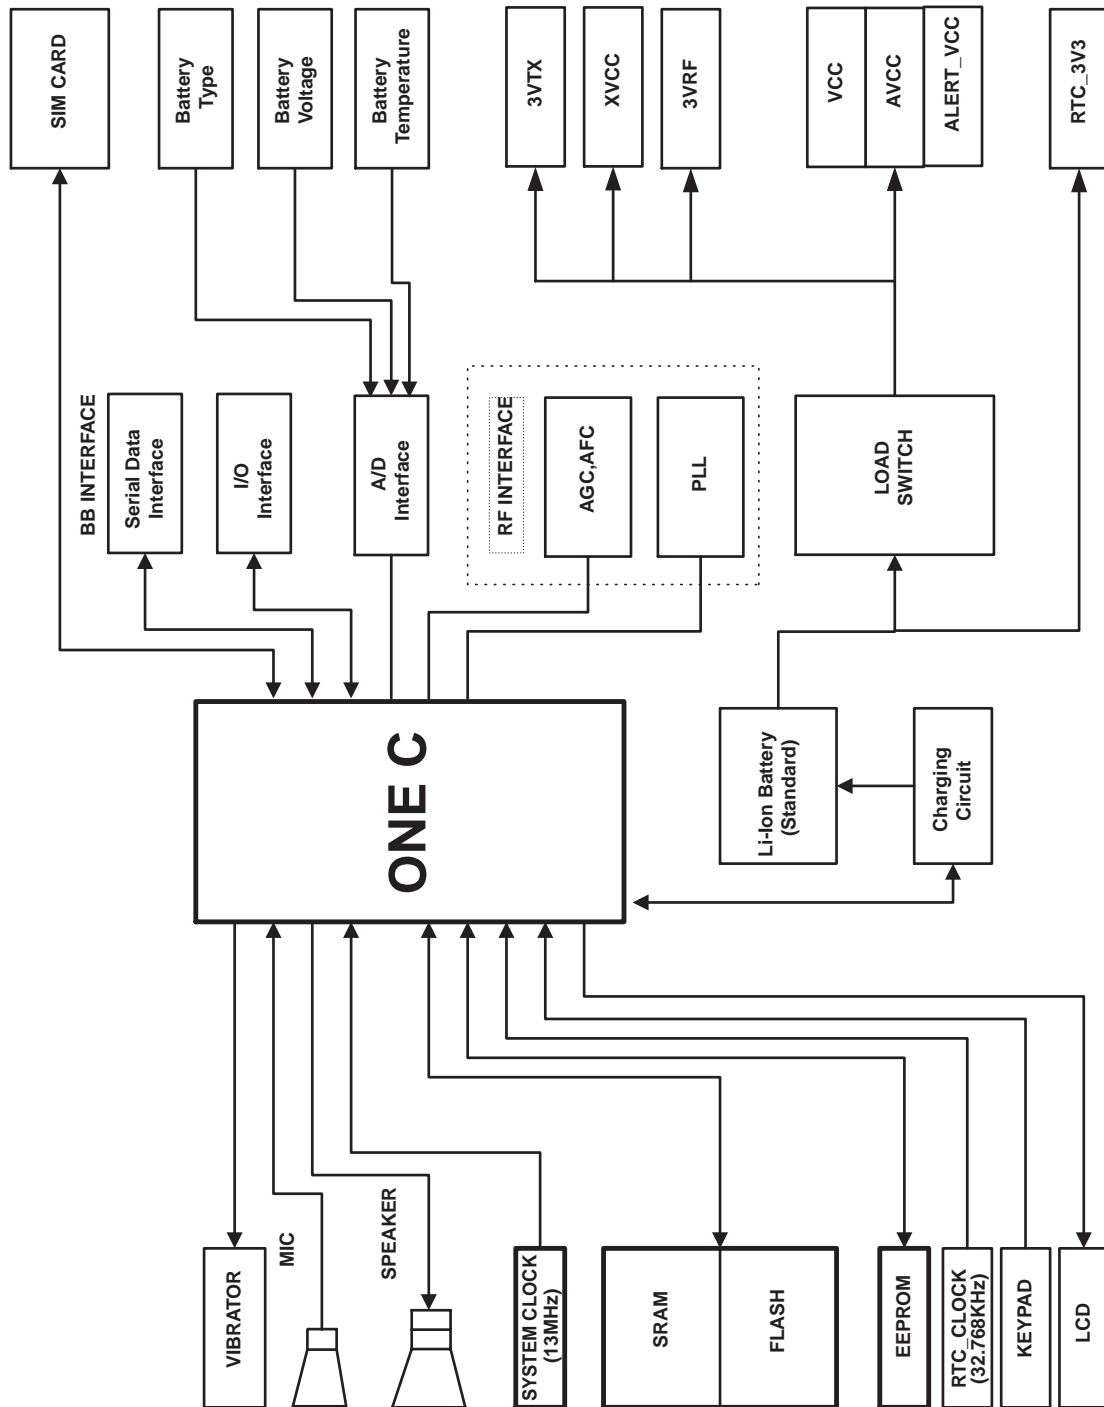 SIM CARD
Battery
Type
Battery
Voltage
Battery
Temperature
3VTX
XVCC
3VRF
VCC
AVCC
ALERT_VCC
RTC_3V3
BB INTERFACE
Serial Data
Interface
I/O
Interface
A/D
Interface
RF INTERFACE
AGC,AFC
PLL
LOAD
SWITCH
ONE C
Li-Ion Battery
(Standard)
Charging
Circuit
VIBRATOR
MIC
SPEAKER
SYSTEM CLOCK
(13MHz)
SRAM
FLASH
EEPROM
RTC_CLOCK
(32.768KHz)
KEYPAD
LCD